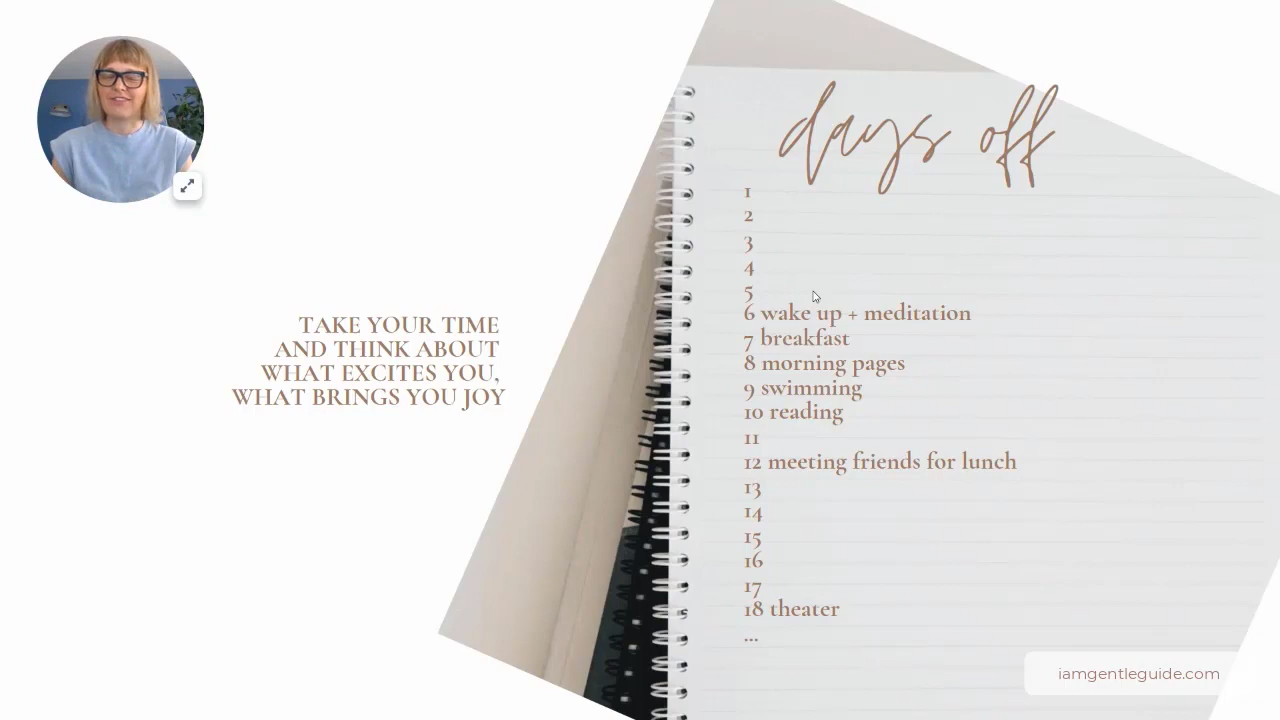 days off
1
2
3
4
5
6 wake up + meditation
7 breakfast
8 morning pages
9 swimming
10 reading
11
12 meeting friends for lunch
13
14
15
16
17
18 theater
...
TAKE YOUR TIME
AND THINK ABOUT
WHAT EXCITES YOU,
WHAT BRINGS YOU JOY
iamgentleguide.com